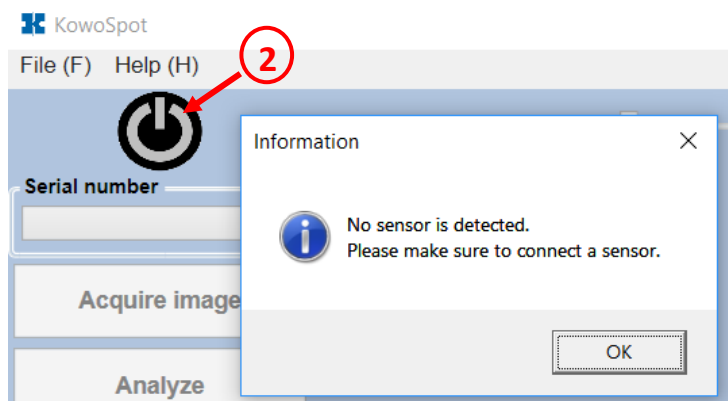 KowoSpot
File (F) Help (H)
2
Information
Serial number
No sensor is detected.
Please make sure to connect a sensor.
Acquire image
OK
Analyze